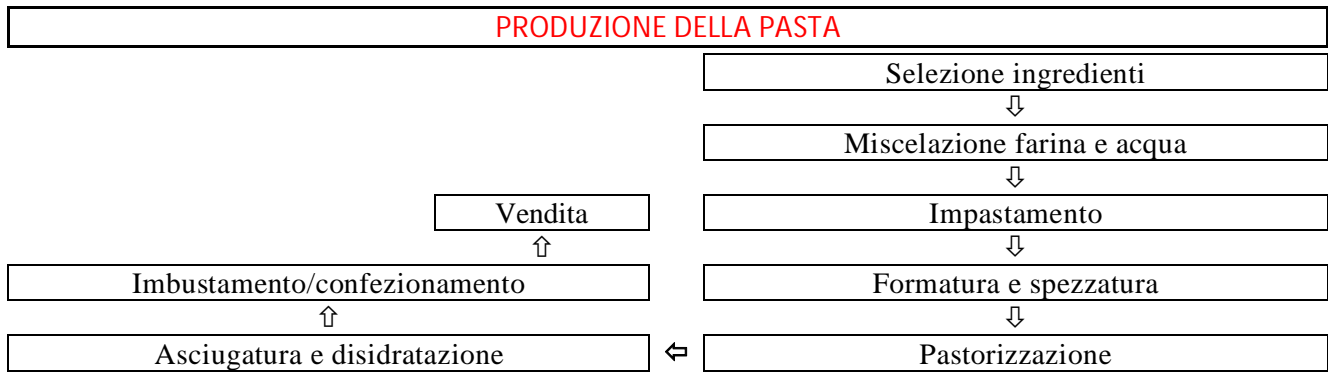 PRODUZIONE DELLA PASTA
Selezione ingredienti
⇩
Miscelazione farina e acqua
⇩
Impastamento
⇩
Formatura e spezzatura
⇩
Pastorizzazione
⇦
Asciugatura e disidratazione
⇧
Imbustamento/confezionamento
⇧
Vendita